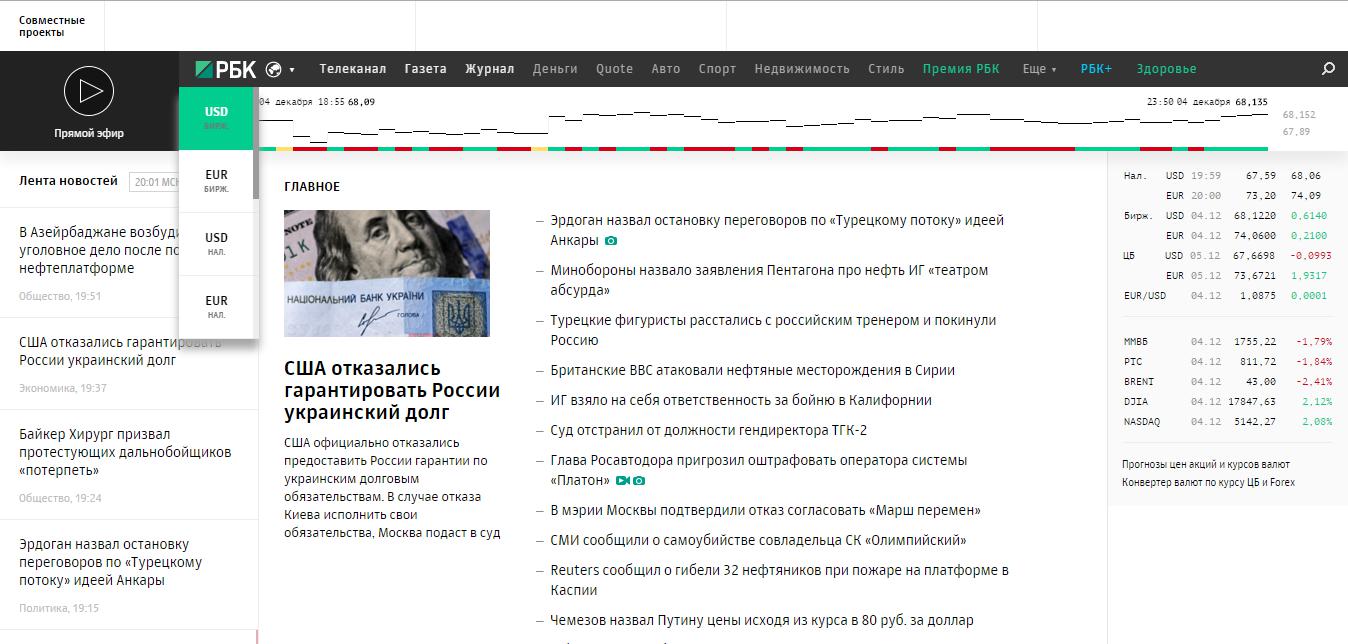 Совместные
проекты
РБК Телеканал Газета Журнал Деньги Quote Авто Спорт Недвижимость Стиль Премия РБК Еще РБК+ Здоровье
Прямой эфир
USD
БИРЖ.
EUR
БИРЖ.
USD
НАЛ.
EUR
НАЛ.
04 декабря 18:55 68,09
23:50 04 декабря 68,135
68,152
67,89
Лента новостей 20:01
В Азейрбаджане
уголовное дело после
нефтеплатформе
Общество, 19:51
США отказались гарантировать
России украинский долг
Экономика, 19:37
Байкер Хирург призвал
протестующих дальнобойщиков
«потерпеть»
Общество, 19:24
Эрдоган назвал остановку
переговоров по «Турецкому
потоку» идеей Анкары
Политика, 19:15
ГЛАВНОЕ
NOTE
51 K
НАЦІОНАЛЬНИЙ БАНК УКРАЇНИ
ГОЛОВА
США отказались
гарантировать России
украинский долг
США официально отказались
предоставить России гарантии по
украинским долговым
обязательствам. В случае отказа
Киева исполнить свои
обязательства, Москва подаст в суд
— Эрдоган назвал остановку переговоров по «Турецкому потоку» идеей
Анкары
— Минобороны назвало заявления Пентагона про нефть ИГ «театром
абсурда»
— Турецкие фигуристы расстались с российским тренером и покинули
Россию
— Британские ВВС атаковали нефтяные месторождения в Сирии
— ИГ взяло на себя ответственность за бойню в Калифорнии
— Суд отстранил от должности гендиректора ТГК-2
— Глава Росавтодора пригрозил оштрафовать оператора системы
«Платон»
— В мэрии Москвы подтвердили отказ согласовать «Марш перемен»
— СМИ сообщили о самоубийстве совладельца СК «Олимпийский»
— Reuters сообщил о гибели 32 нефтяников при пожаре на платформе в
Каспии
— Чемезов назвал Путину цены исходя из курса в 80 руб. за доллар
Нал. USD 19:59 67,59 68,06
EUR 20:00 73,20 74,09
Бирж. USD 04.12 68,1220 0,6140
EUR 04.12 74,0600 0,2100
ЦБ USD 05.12 67,6698 -0,0993
EUR 05.12 73,6721 1,9317
EUR/USD 04.12 1,0875 0,0001
ММВБ 04.12 1755,22 -1,79%
РТС 04.12 811,72 -1,84%
BRENT 04.12 43,00 -2,41%
DJIA 04.12 17847,63 2,12%
NASDAQ 04.12 5142,27 2,08%
Прогнозы цен акций и курсов валют
Конвертер валют по курсу ЦБ и Forex